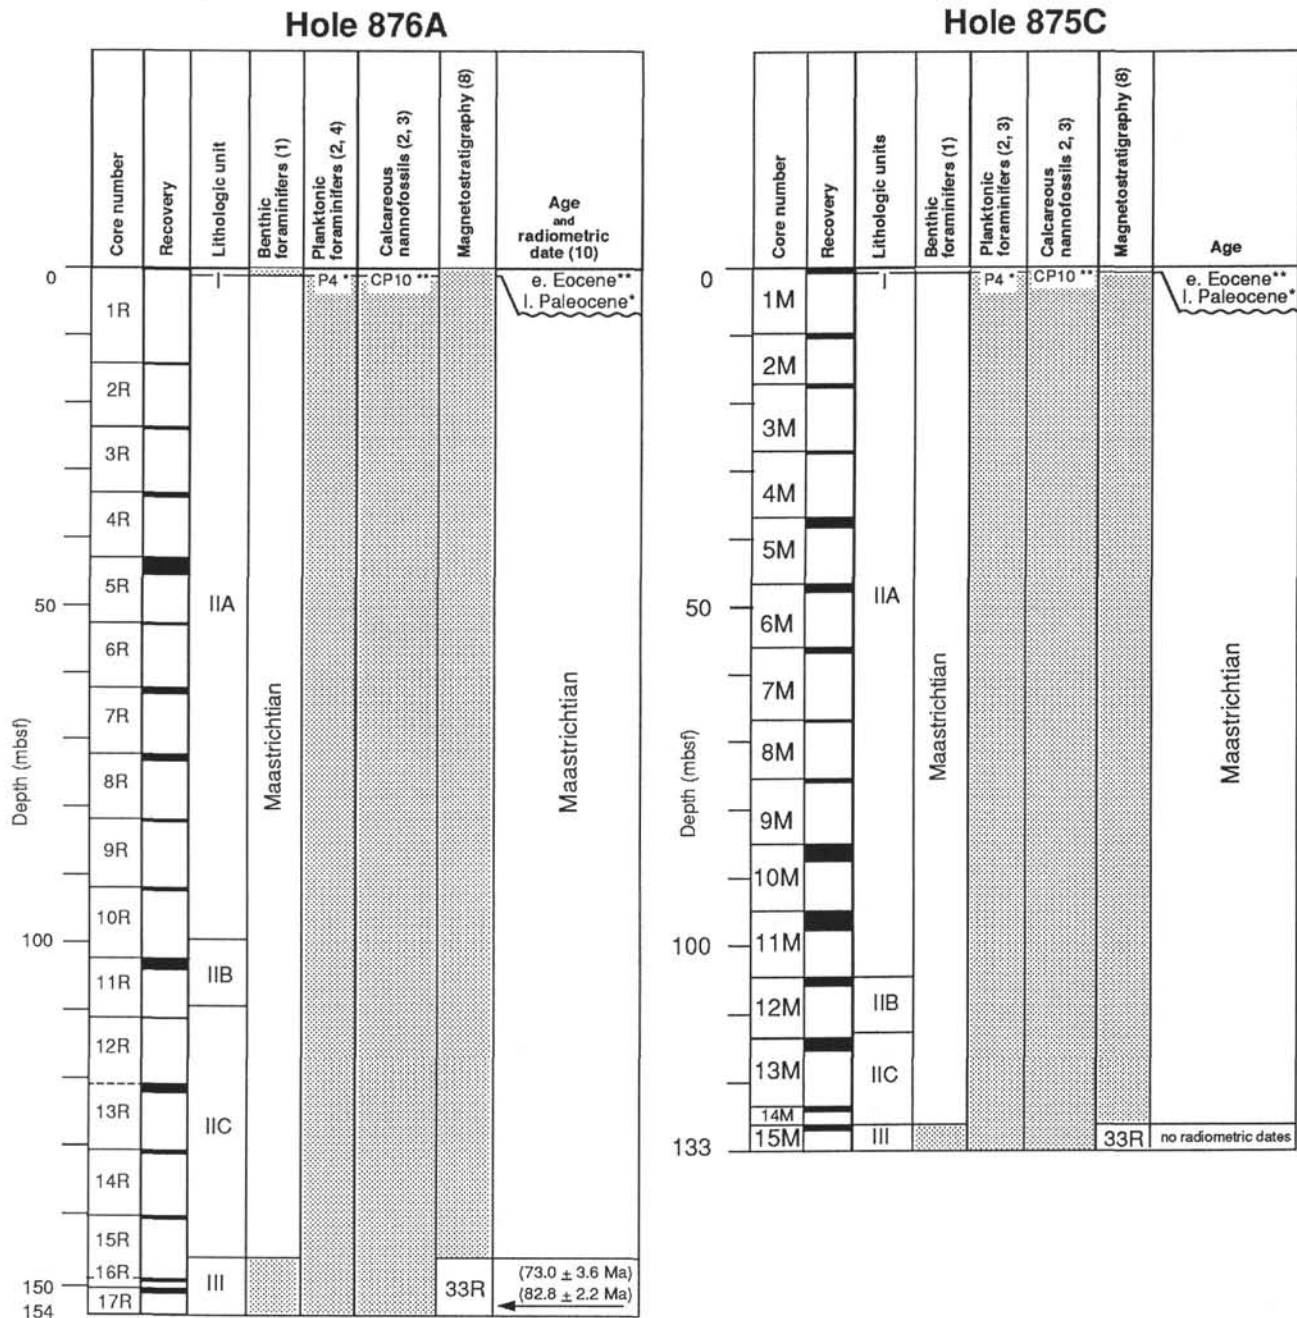 Hole 876A
Core number
Recovery
Lithologic unit
Benthic
foraminifers (1)
Planktonic
foraminifers (2, 4)
Calcareous
nannofossils (2, 3)
Magnetostratigraphy (8)
Age
and
radiometric
date (10)
Depth (mbsf)
0
50
100
150
154
1R
2R
3R
4R
5R
6R
7R
8R
9R
10R
11R
12R
13R
14R
15R
16R
17R
I
IIA
IIB
IIC
III
Maastrichtian
P4 *
CP10 **
33R
e. Eocene**
l. Paleocene*
Maastrichtian
(73.0 ± 3.6 Ma)
(82.8 ± 2.2 Ma)
Hole 875C
Core number
Recovery
Lithologic units
Benthic
foraminifers (1)
Planktonic
foraminifers (2, 3)
Calcareous
nannofossils 2, 3)
Magnetostratigraphy (8)
Age
Depth (mbsf)
0
50
100
133
1M
2M
3M
4M
5M
6M
7M
8M
9M
10M
11M
12M
13M
14M
15M
I
IIA
IIB
IIC
III
Maastrichtian
P4 *
CP10 **
33R
e. Eocene**
l. Paleocene*
Maastrichtian
no radiometric dates